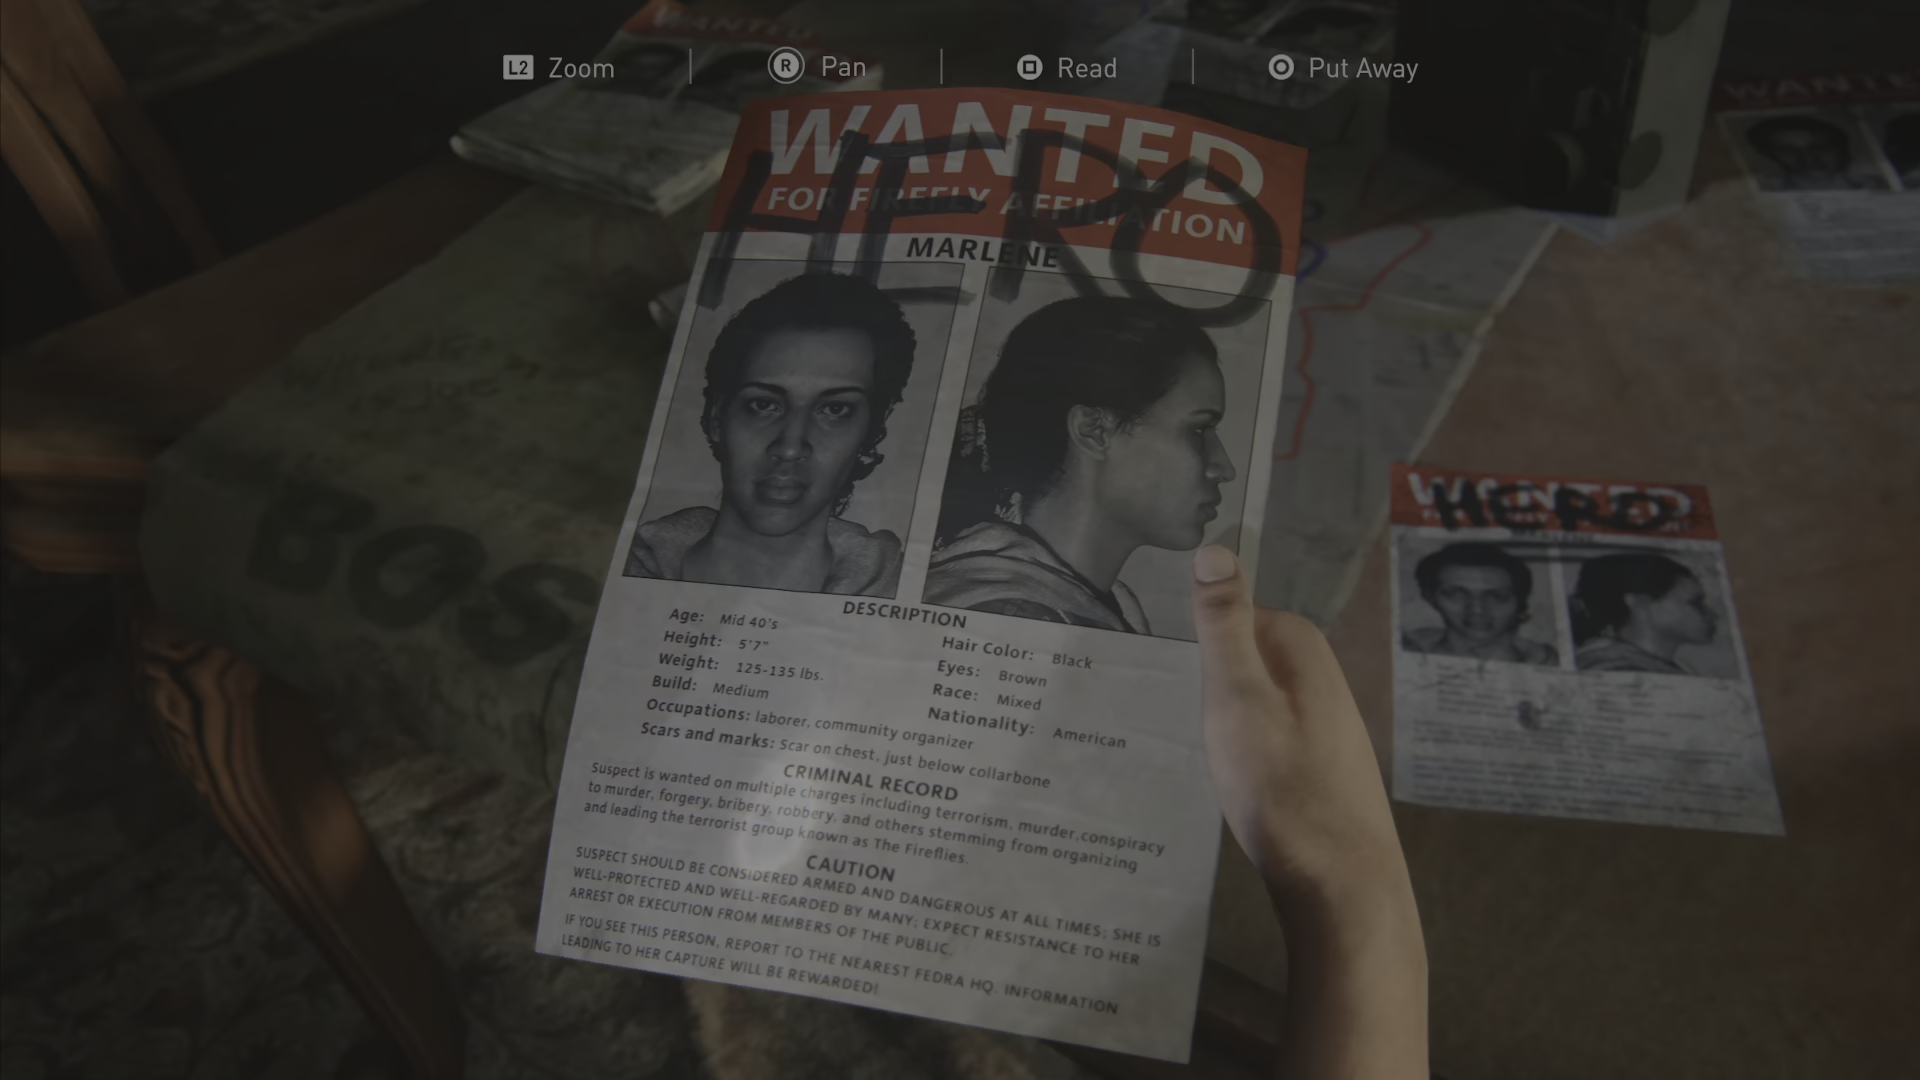 L2 Zoom
R Pan
Read
Put Away
WANTED
WANTED
FOR FIREFLY AFFILIATION
HERO
MARLENE
DESCRIPTION
Age: Mid 40's
Height: 5'7"
Weight: 125-135 lbs.
Build: Medium
Hair Color: Black
Eyes: Brown
Race: Mixed
Nationality: American
Occupations: laborer, community organizer
Scars and marks: Scar on chest, just below collarbone
CRIMINAL RECORD
Suspect is wanted on multiple charges including terrorism, murder,conspiracy
to murder, forgery, bribery, robbery, and others stemming from organizing
and leading the terrorist group known as The Fireflies.
CAUTION
SUSPECT SHOULD BE CONSIDERED ARMED AND DANGEROUS AT ALL TIMES; SHE IS
WELL-PROTECTED AND WELL-REGARDED BY MANY; EXPECT RESISTANCE TO HER
ARREST OR EXECUTION FROM MEMBERS OF THE PUBLIC.
IF YOU SEE THIS PERSON, REPORT TO THE NEAREST FEDRA HQ. INFORMATION
LEADING TO HER CAPTURE WILL BE REWARDED!
WANTED
WANTED
HERO
MARLENE
BOS